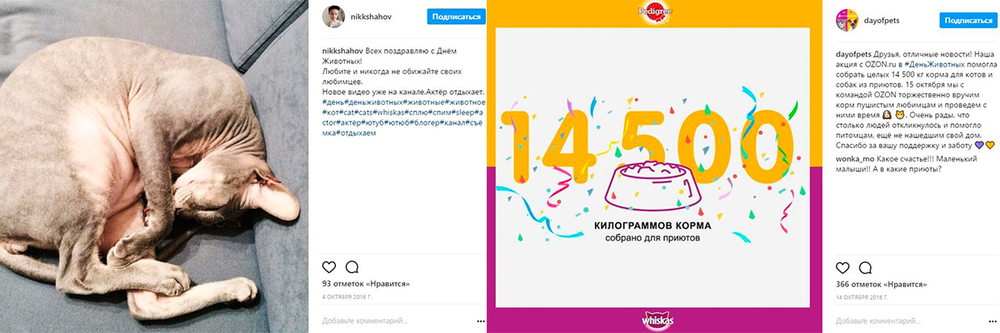 nikkshahov
Подписаться
nikkshahov Всех поздравляю с Днём
Животных!
Любите и никогда не обижайте своих
любимцев.
Новое видео уже на канале.Актёр отдыхает.
#день#деньживотных#животные#животное
#кот#cat#cats#whiskas#сплю#спим#sleep#a
ctor#актёр#ютуб#ютюб#блогер#канал#съё
мка#отдыхаем
93 отметок «Нравится»
4 ОКТЯБРЯ 2016 Г.
Добавьте комментарий...
Pedigree
14 500
КИЛОГРАММОВ КОРМА
собрано для приютов
whiskas
dayofpets
Подписаться
dayofpets Друзья, отличные новости! Наша
акция с OZON.ru в #ДеньЖивотных помогла
собрать целых 14 500 кг корма для котов и
собак из приютов. 15 октября мы с
командой OZON торжественно вручим
корм пушистым любимцам и проведем с
ними время 🐶 🐱. Очень рады, что
столько людей откликнулось и помогло
питомцам, ещё не нашедшим свой дом.
Спасибо за вашу поддержку и заботу 💜💛
wonka_mo Какое счастье!!! Маленький
малыши!! А в какие приюты?
366 отметок «Нравится»
14 ОКТЯБРЯ 2016 Г.
Добавьте комментарий...